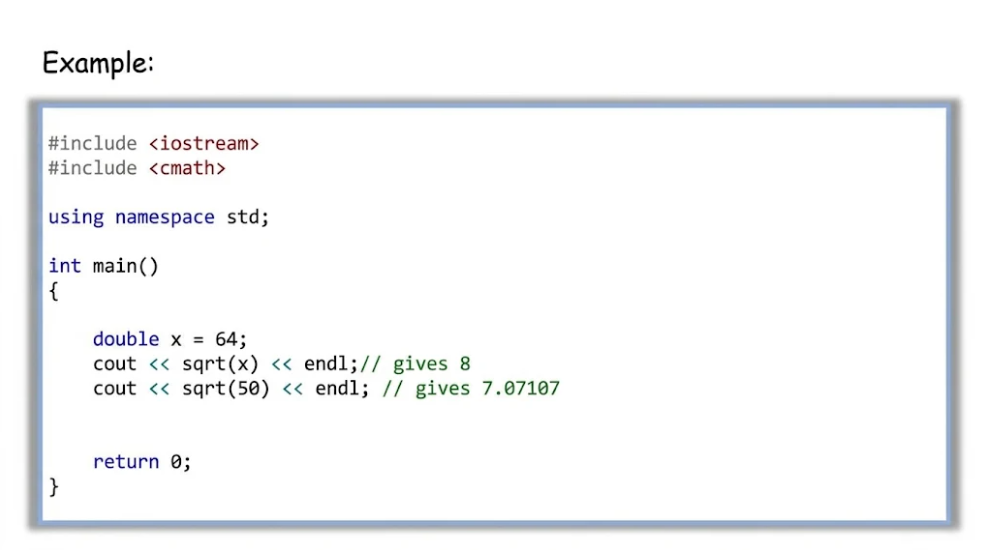 Example:
#include <iostream>
#include <cmath>
using namespace std;
int main()
{
double x = 64;
cout << sqrt(x) << endl;// gives 8
cout << sqrt(50) << endl; // gives 7.07107
return 0;
}